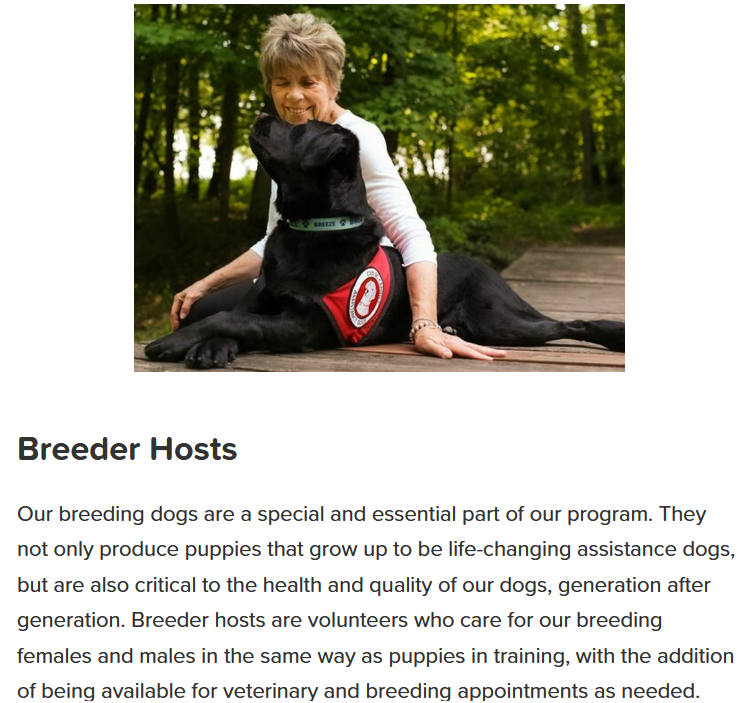 BREEZE
Breeder Hosts
Our breeding dogs are a special and essential part of our program. They
not only produce puppies that grow up to be life-changing assistance dogs,
but are also critical to the health and quality of our dogs, generation after
generation. Breeder hosts are volunteers who care for our breeding
females and males in the same way as puppies in training, with the addition
of being available for veterinary and breeding appointments as needed.